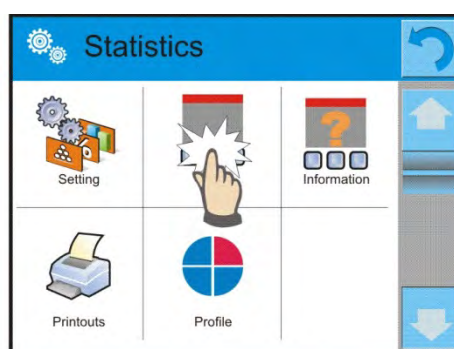 Statistics
Setting
Information
Printouts
Profile